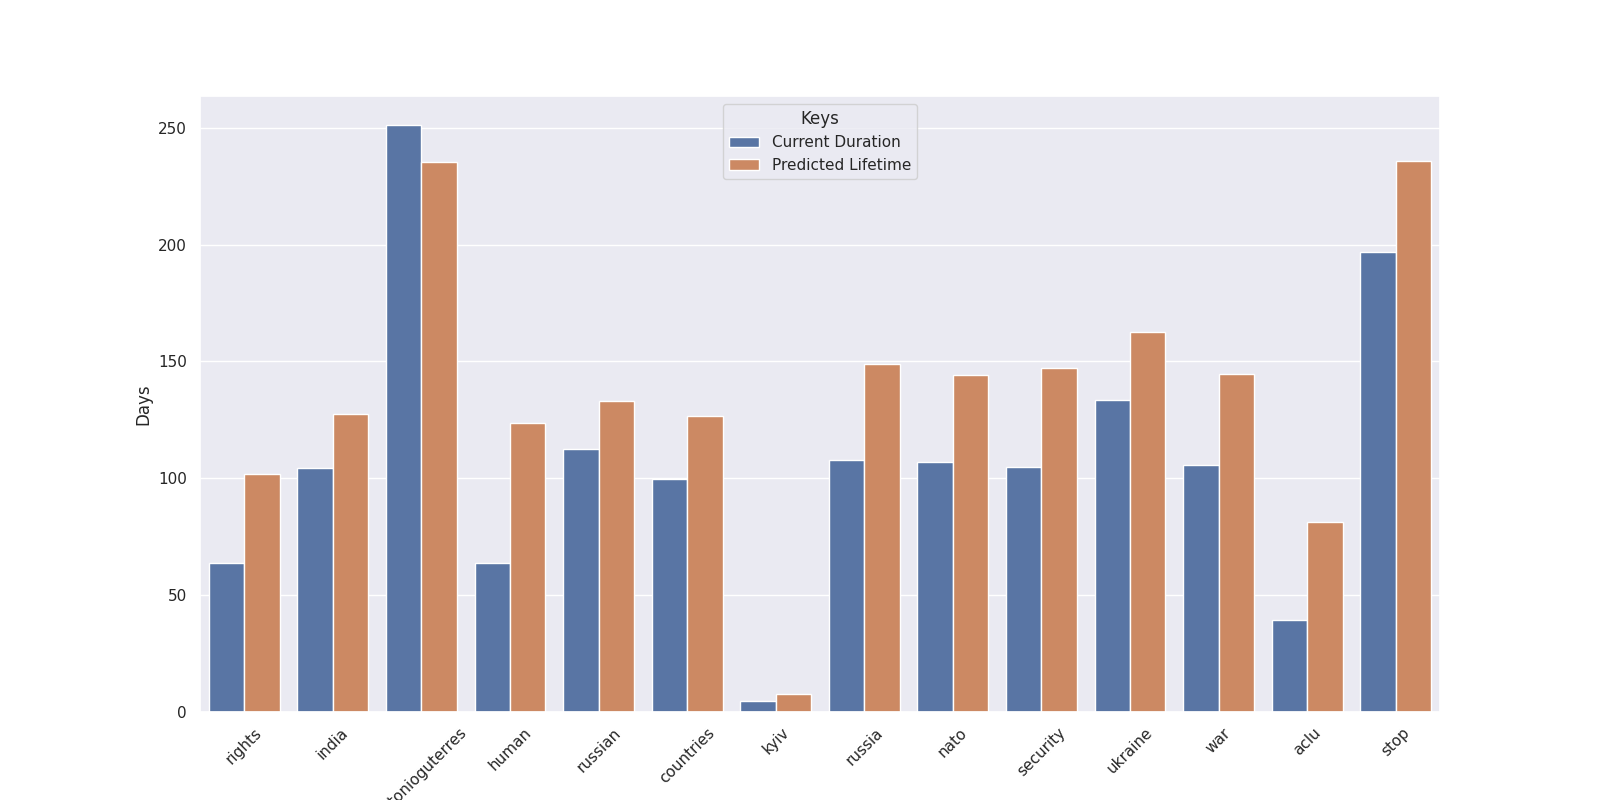 Keys
Current Duration
Predicted Lifetime
Days
250
200
150
100
50
0
rights
india
tonioguterres
human
russian
countries
kyiv
russia
nato
security
ukraine
war
aclu
stop